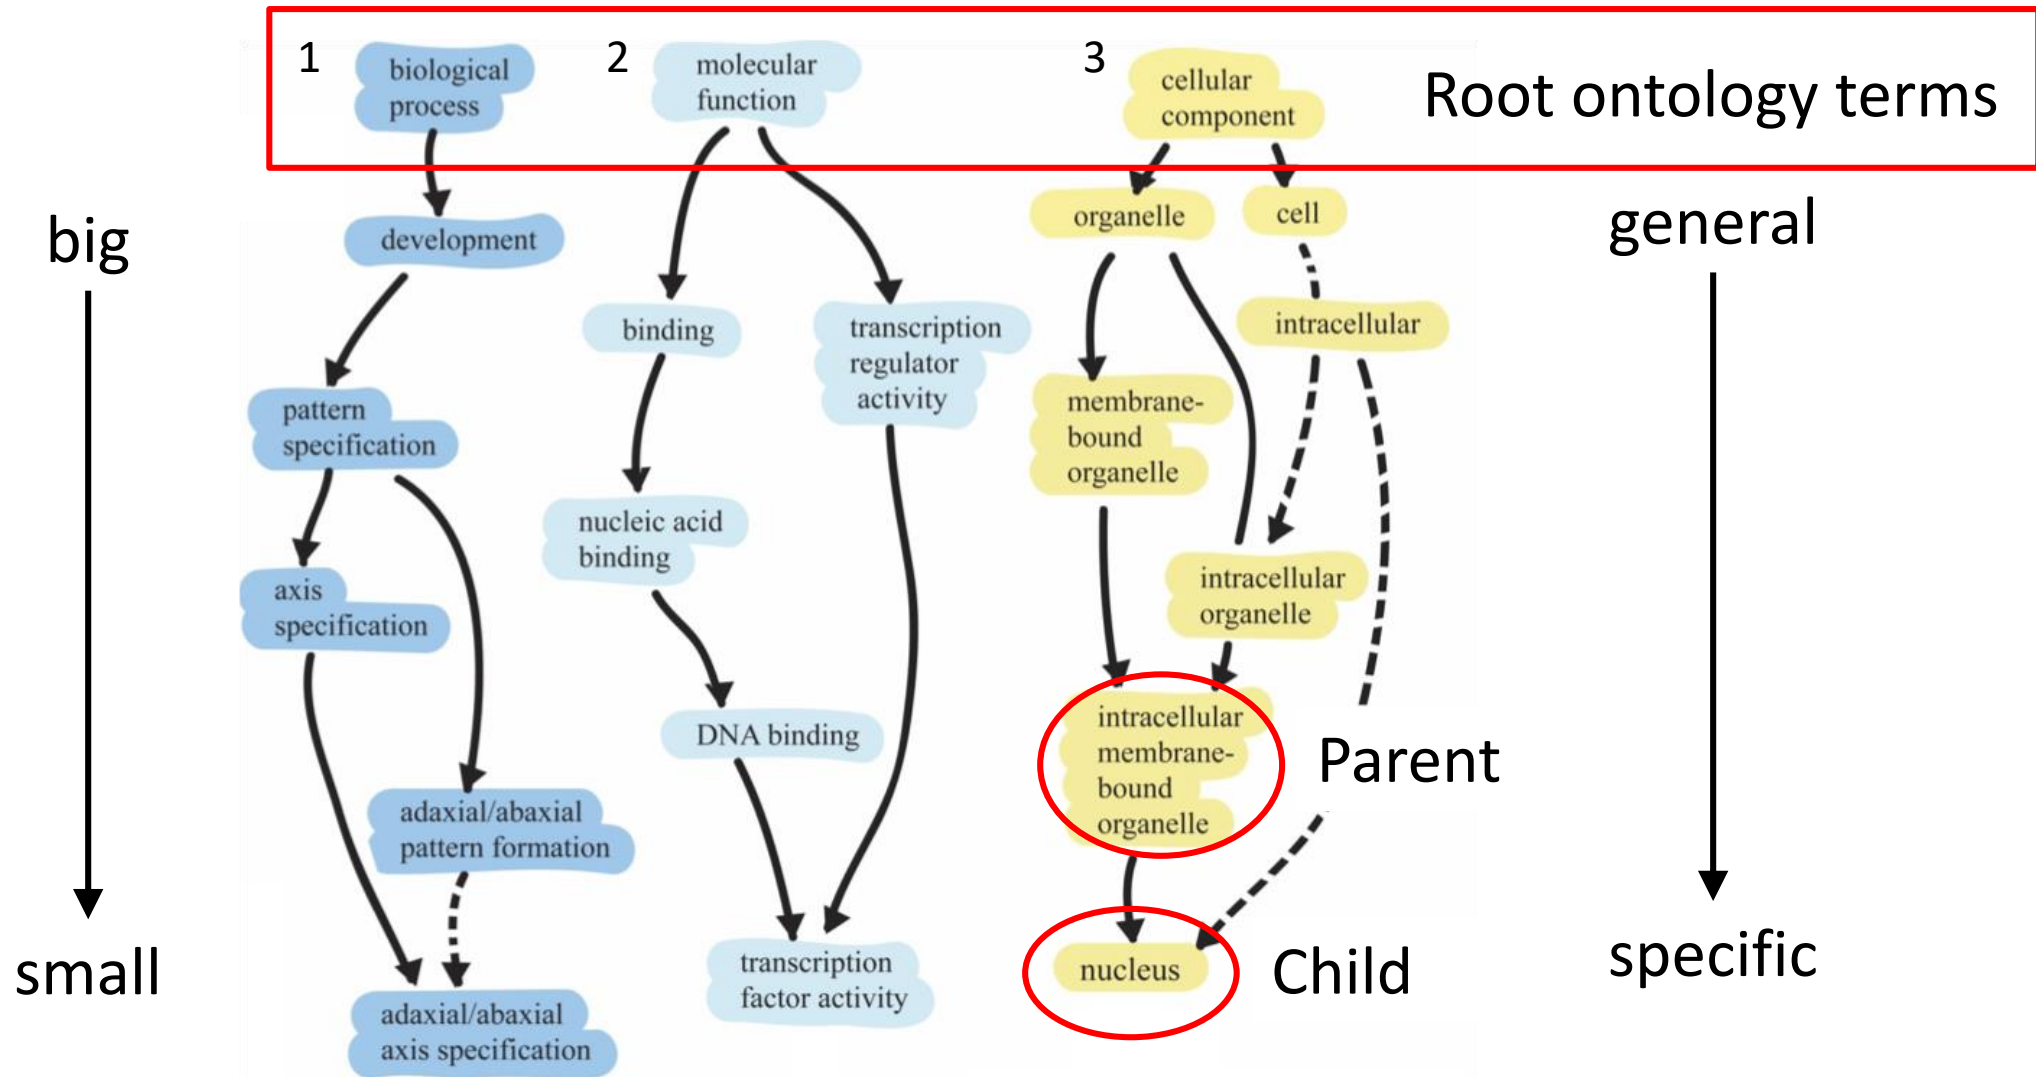 1
biological
process
2
molecular
function
3
cellular
component
Root ontology terms
big
small
development
pattern
specification
axis
specification
adaxial/abaxial
pattern formation
adaxial/abaxial
axis specification
binding
transcription
regulator
activity
nucleic acid
binding
DNA binding
transcription
factor activity
organelle
cell
intracellular
membrane-
bound
organelle
intracellular
organelle
intracellular
membrane-
bound
organelle
Parent
nucleus
Child
general
specific